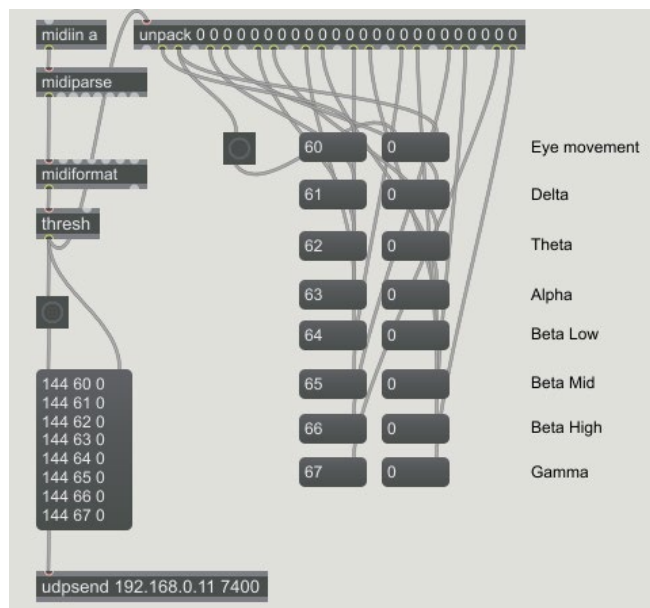 midiin a
unpack 0 0 0 0 0 0 0 0 0 0 0 0 0 0 0 0 0 0 0 0 0 0 0 0
midiparse
midiformat
thresh
60 0 Eye movement
61 0 Delta
62 0 Theta
63 0 Alpha
64 0 Beta Low
65 0 Beta Mid
66 0 Beta High
67 0 Gamma
144 60 0
144 61 0
144 62 0
144 63 0
144 64 0
144 65 0
144 66 0
144 67 0
udpsend 192.168.0.11 7400